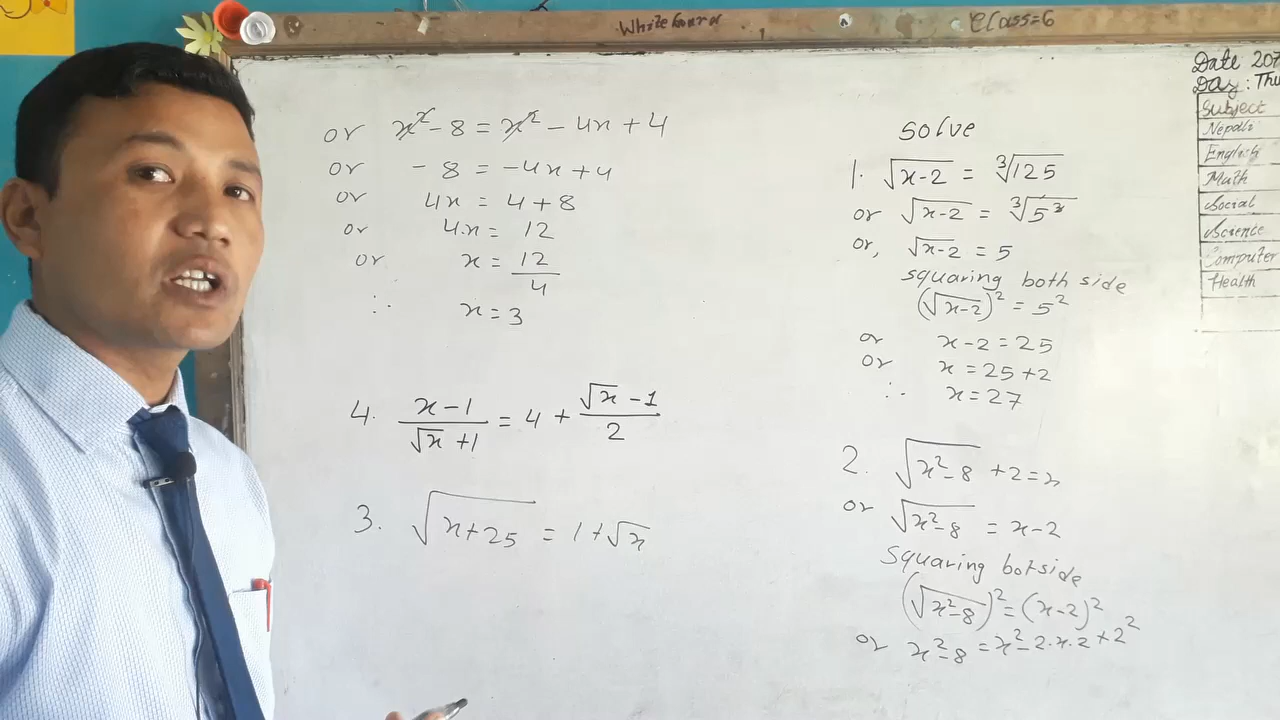 White board
Class=6
Date 207
Day: Thu
Subject
Nepali
English
Math
Social
Science
Computer
Health
or x² - 8 = x² - 4x + 4
or - 8 = -4x + 4
or 4x = 4 + 8
or 4x = 12
or x = 12/4
∴ x = 3
4. (x - 1)/(√x + 1) = 4 + (√x - 1)/2
3. √(x + 25) = 1 + √x
Solve
1. √(x-2) = ³√125
or √(x-2) = ³√5³
or, √(x-2) = 5
squaring both side
(√(x-2))² = 5²
or x - 2 = 25
or x = 25 + 2
∴ x = 27
2. √(x²-8) + 2 = x
or √(x²-8) = x - 2
Squaring botside
(√(x²-8))² = (x-2)²
or x²-8 = x²-2.x.2 + 2²